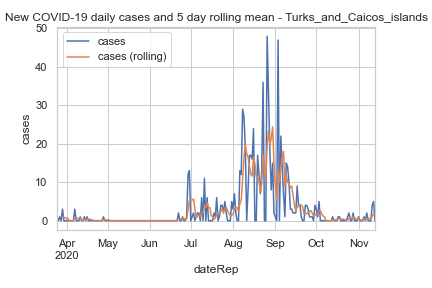 New COVID-19 daily cases and 5 day rolling mean - Turks_and_Caicos_islands
cases
cases (rolling)
50
40
30
20
10
0
cases
Apr
2020
May
Jun
Jul
Aug
Sep
Oct
Nov
dateRep